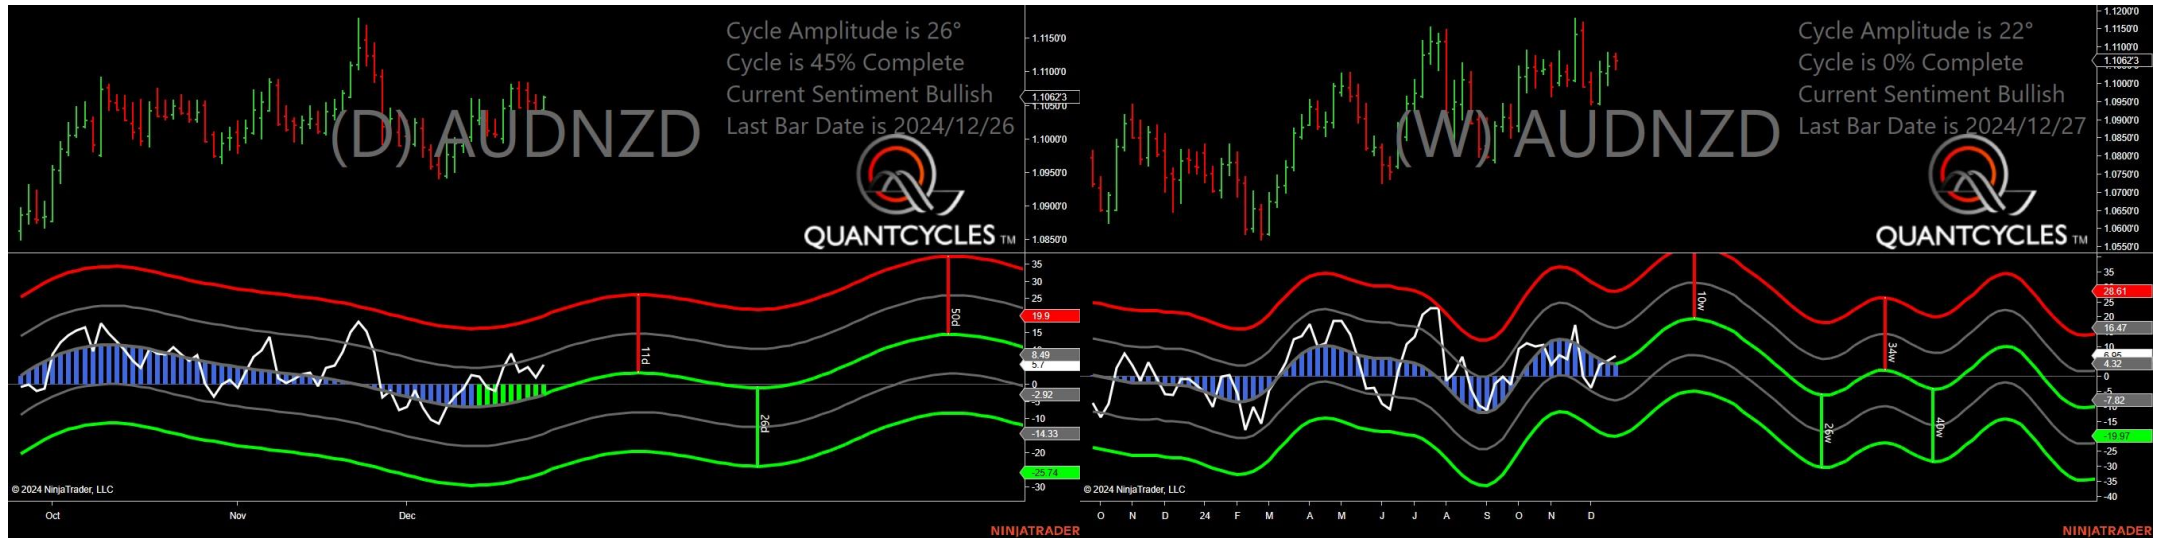 Cycle Amplitude is 26°
Cycle is 45% Complete
Current Sentiment Bullish
Last Bar Date is 2024/12/26
(D) AUDNZD
QUANTCYCLES TM
1.1150'0
1.1100'0
1.1062'3
1.1050'0
1.1000'0
1.0950'0
1.0900'0
1.0850'0
35
30
25
19.9
15
8.49
5.7
0
-2.92
-5
-10
-14.33
-20
-25.74
-30
11d
26d
50d
© 2024 NinjaTrader, LLC
Oct
Nov
Dec
NINJATRADER
Cycle Amplitude is 22°
Cycle is 0% Complete
Current Sentiment Bullish
Last Bar Date is 2024/12/27
(W) AUDNZD
QUANTCYCLES TM
1.1200'0
1.1150'0
1.1100'0
1.1062'3
1.1000'0
1.0950'0
1.0900'0
1.0850'0
1.0800'0
1.0750'0
1.0700'0
1.0650'0
1.0600'0
1.0550'0
35
28.61
25
20
16.47
10
6.95
4.32
0
-7.82
-15
-19.97
-25
-30
-35
-40
10w
26w
34w
40w
© 2024 NinjaTrader, LLC
O N D 24 F M A M J J A S O N D
NINJATRADER